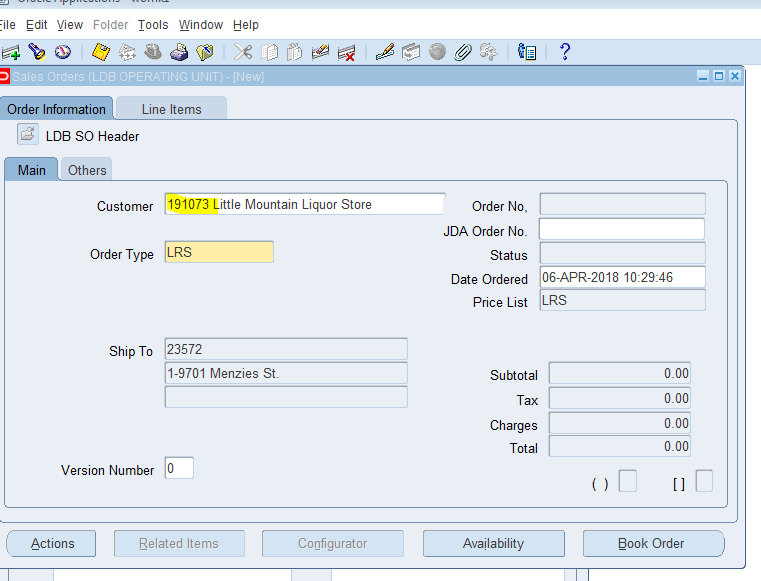 File Edit View Folder Tools Window Help
Sales Orders (LDB OPERATING UNIT) - [New]
Order Information Line Items
LDB SO Header
Main Others
Customer 191073 Little Mountain Liquor Store Order No,
JDA Order No.
Order Type LRS Status
Date Ordered 06-APR-2018 10:29:46
Price List LRS
Ship To 23572
1-9701 Menzies St. Subtotal 0.00
Tax 0.00
Charges 0.00
Total 0.00
Version Number 0
( ) [ ]
Actions Related Items Configurator Availability Book Order